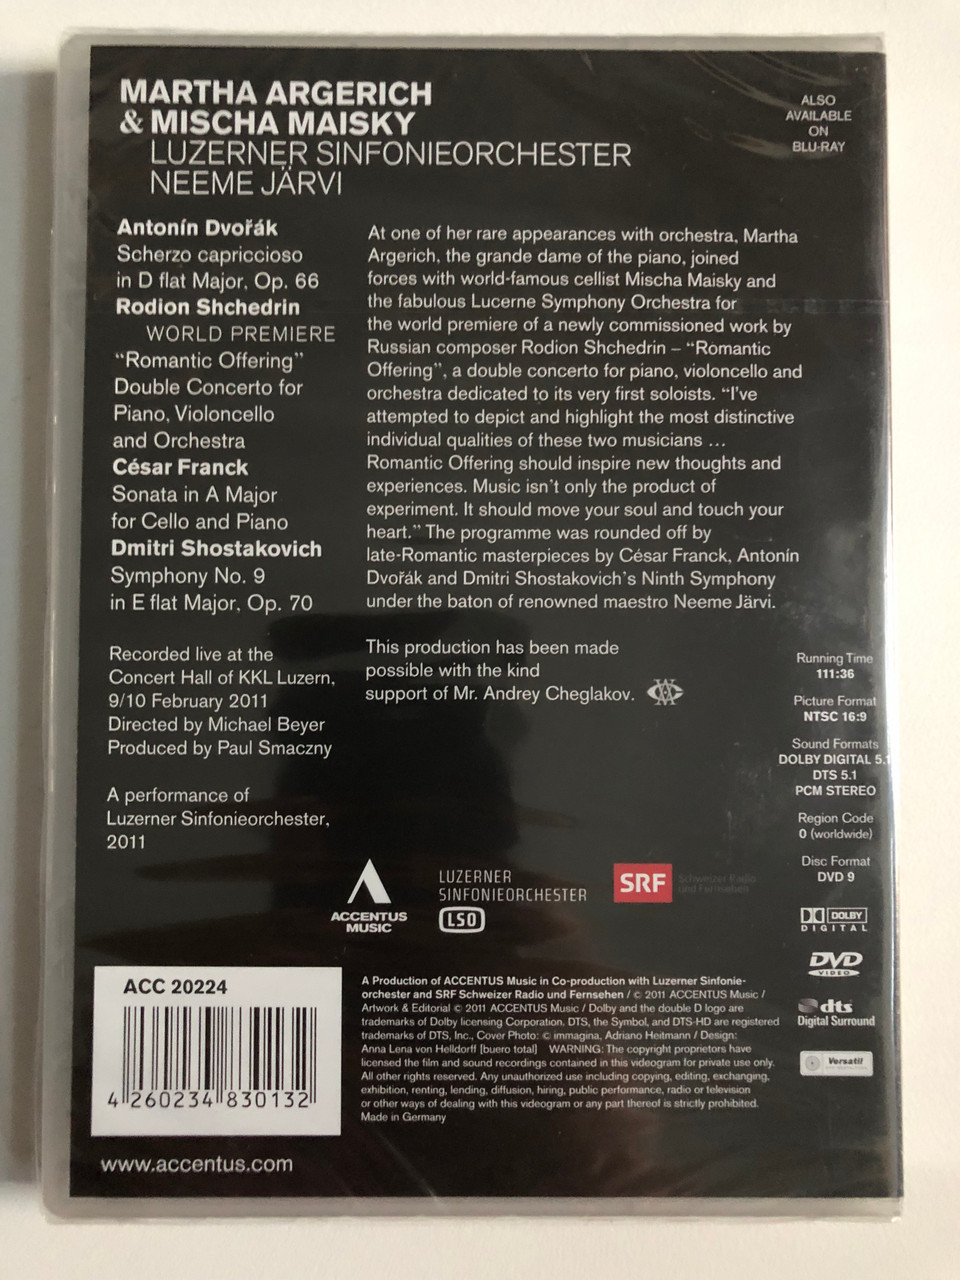 MARTHA ARGERICH
& MISCHA MAISKY
LUZERNER SINFONIEORCHESTER
NEEME JÄRVI
ALSO
AVAILABLE
ON
BLU-RAY
Antonín Dvořák
Scherzo capriccioso
in D flat Major, Op. 66
Rodion Shchedrin
WORLD PREMIERE
“Romantic Offering”
Double Concerto for
Piano, Violoncello
and Orchestra
César Franck
Sonata in A Major
for Cello and Piano
Dmitri Shostakovich
Symphony No. 9
in E flat Major, Op. 70
Recorded live at the
Concert Hall of KKL Luzern,
9/10 February 2011
Directed by Michael Beyer
Produced by Paul Smaczny
A performance of
Luzerner Sinfonieorchester,
2011
At one of her rare appearances with orchestra, Martha
Argerich, the grande dame of the piano, joined
forces with world-famous cellist Mischa Maisky and
the fabulous Lucerne Symphony Orchestra for
the world premiere of a newly commissioned work by
Russian composer Rodion Shchedrin – “Romantic
Offering”, a double concerto for piano, violoncello and
orchestra dedicated to its very first soloists. “I’ve
attempted to depict and highlight the most distinctive
individual qualities of these two musicians ...
Romantic Offering should inspire new thoughts and
experiences. Music isn’t only the product of
experiment. It should move your soul and touch your
heart.” The programme was rounded off by
late-Romantic masterpieces by César Franck, Antonín
Dvořák and Dmitri Shostakovich’s Ninth Symphony
under the baton of renowned maestro Neeme Järvi.
This production has been made
possible with the kind
support of Mr. Andrey Cheglakov.
Running Time
111:36
Picture Format
NTSC 16:9
Sound Formats
DOLBY DIGITAL 5.1
DTS 5.1
PCM STEREO
Region Code
0 (worldwide)
Disc Format
DVD 9
DOLBY
DIGITAL
DVD
VIDEO
dts
Digital Surround
Versatil
ACCENTUS
MUSIC
LUZERNER
SINFONIEORCHESTER
LSO
SRF
Schweizer Radio
und Fernsehen
ACC 20224
4 260234 830132
www.accentus.com
A Production of ACCENTUS Music in Co-production with Luzerner Sinfonie-
orchester and SRF Schweizer Radio und Fernsehen / © 2011 ACCENTUS Music /
Artwork & Editorial © 2011 ACCENTUS Music / Dolby and the double D logo are
trademarks of Dolby licensing Corporation. DTS, the Symbol, and DTS-HD are registered
trademarks of DTS, Inc., Cover Photo: © immagina, Adriano Heitmann / Design:
Anna Lena von Helldorff [buero total] WARNING: The copyright proprietors have
licensed the film and sound recordings contained in this videogram for private use only.
All other rights reserved. Any unauthorized use including copying, editing, exchanging,
exhibition, renting, lending, diffusion, hiring, public performance, radio or television
or other ways of dealing with this videogram or any part thereof is strictly prohibited.
Made in Germany